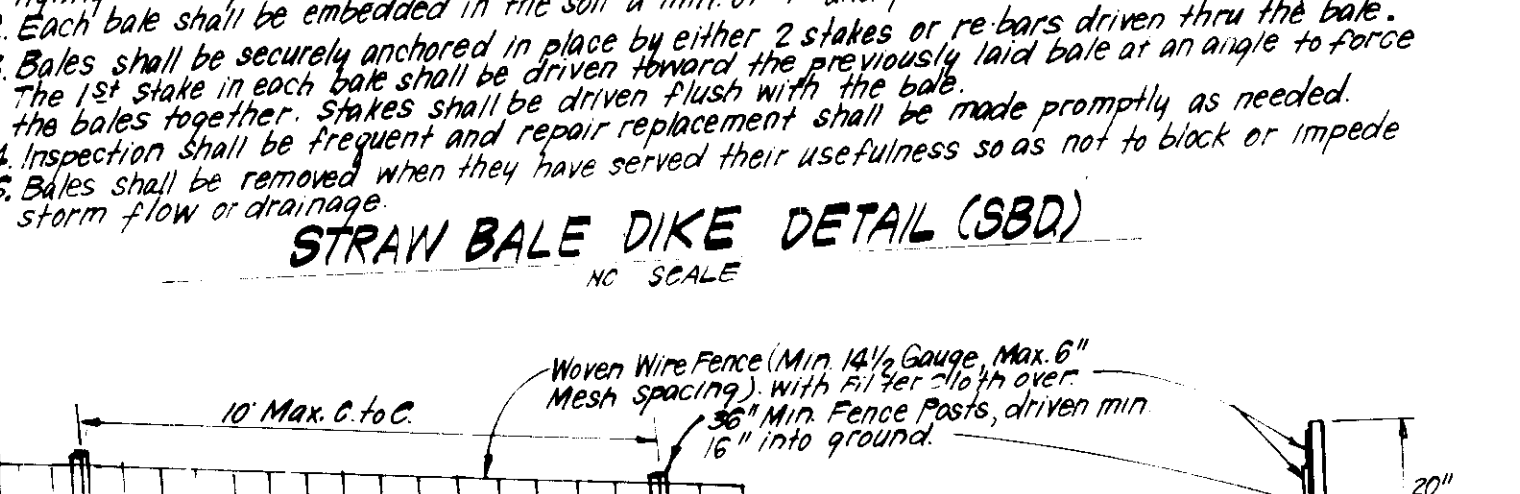 . Each bale shall be embedded in the soil a min. of 4"
. Bales shall be securely anchored in place by either 2 stakes or re-bars driven thru the bale.
The 1st stake in each bale shall be driven toward the previously laid bale at an angle to force
the bales together. Stakes shall be driven flush with the bale.
4. Inspection shall be frequent and repair replacement shall be made promptly as needed.
5. Bales shall be removed when they have served their usefulness so as not to block or impede
storm flow or drainage.
STRAW BALE DIKE DETAIL (SBD)
NO SCALE
Woven Wire Fence (Min. 14½ Gauge, Max. 6"
Mesh spacing). with Filter cloth over.
10' Max. C. to C.
36" Min. Fence Posts, driven min
16" into ground.
20"